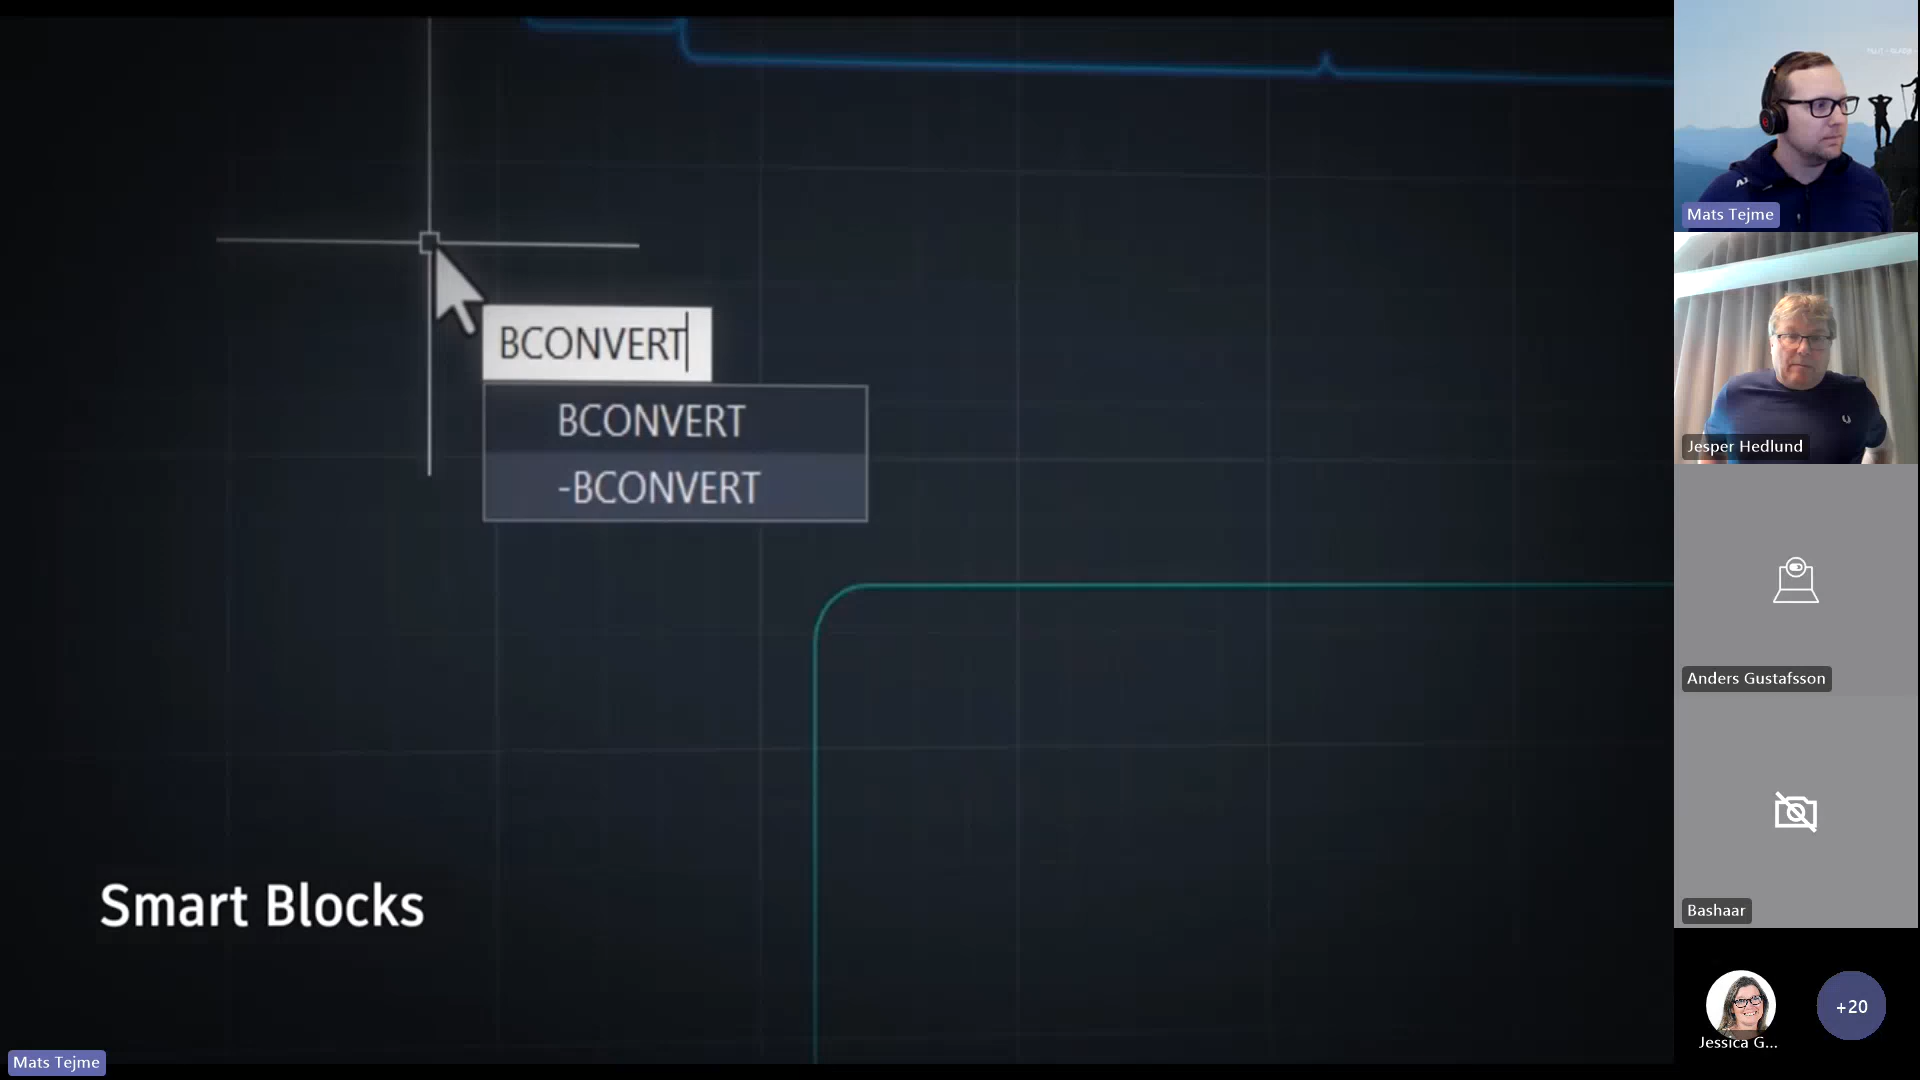 BCONVERT
BCONVERT
-BCONVERT
Smart Blocks
Mats Tejme
Mats Tejme
Jesper Hedlund
Anders Gustafsson
Bashaar
Jessica G...
+20